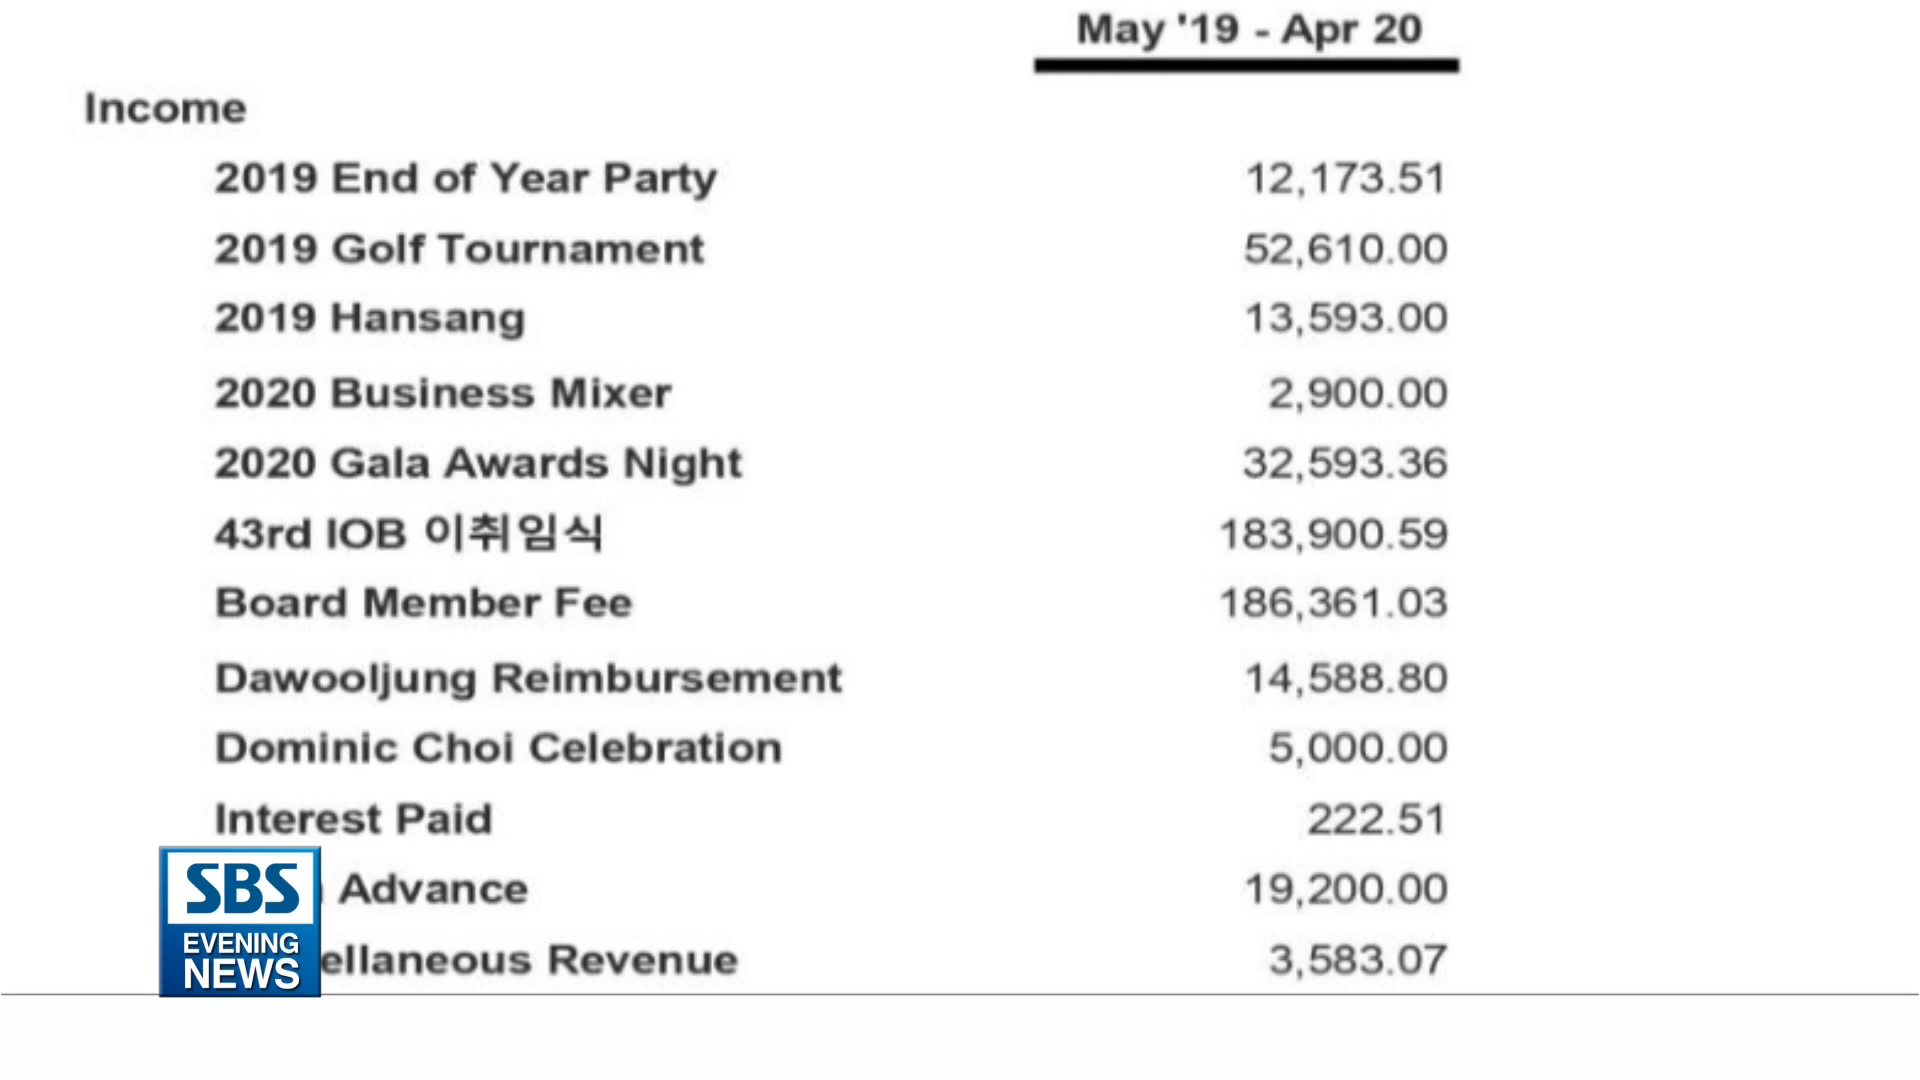 May '19 - Apr 20
Income
2019 End of Year Party 12,173.51
2019 Golf Tournament 52,610.00
2019 Hansang 13,593.00
2020 Business Mixer 2,900.00
2020 Gala Awards Night 32,593.36
43rd IOB 이취임식 183,900.59
Board Member Fee 186,361.03
Dawooljung Reimbursement 14,588.80
Dominic Choi Celebration 5,000.00
Interest Paid 222.51
Advance 19,200.00
ellaneous Revenue 3,583.07
SBS
EVENING
NEWS